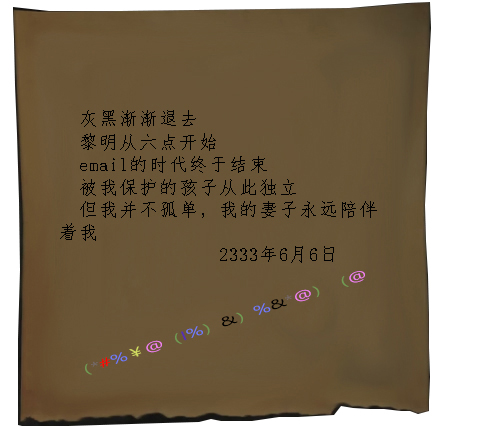 灰黑渐渐退去
黎明从六点开始
email的时代终于结束
被我保护的孩子从此独立
但我并不孤单，我的妻子永远陪伴
着我
2333年6月6日
("#%¥@ (!%) &) %&*@) (@